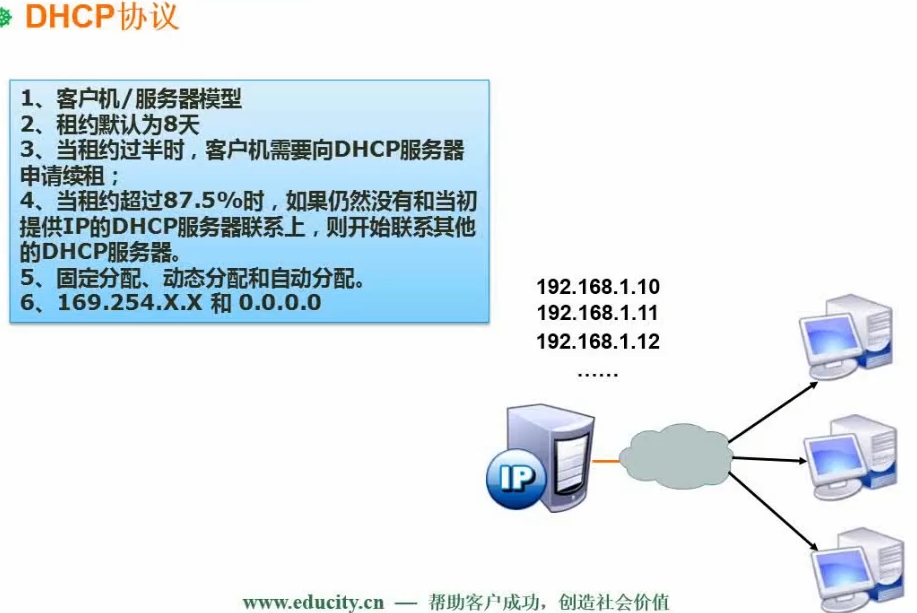 DHCP协议
1、客户机/服务器模型
2、租约默认为8天
3、当租约过半时，客户机需要向DHCP服务器
申请续租；
4、当租约超过87.5%时，如果仍然没有和当初
提供IP的DHCP服务器联系上，则开始联系其他
的DHCP服务器。
5、固定分配、动态分配和自动分配。
6、169.254.X.X 和 0.0.0.0
192.168.1.10
192.168.1.11
192.168.1.12
......
IP
www.educity.cn — 帮助客户成功，创造社会价值